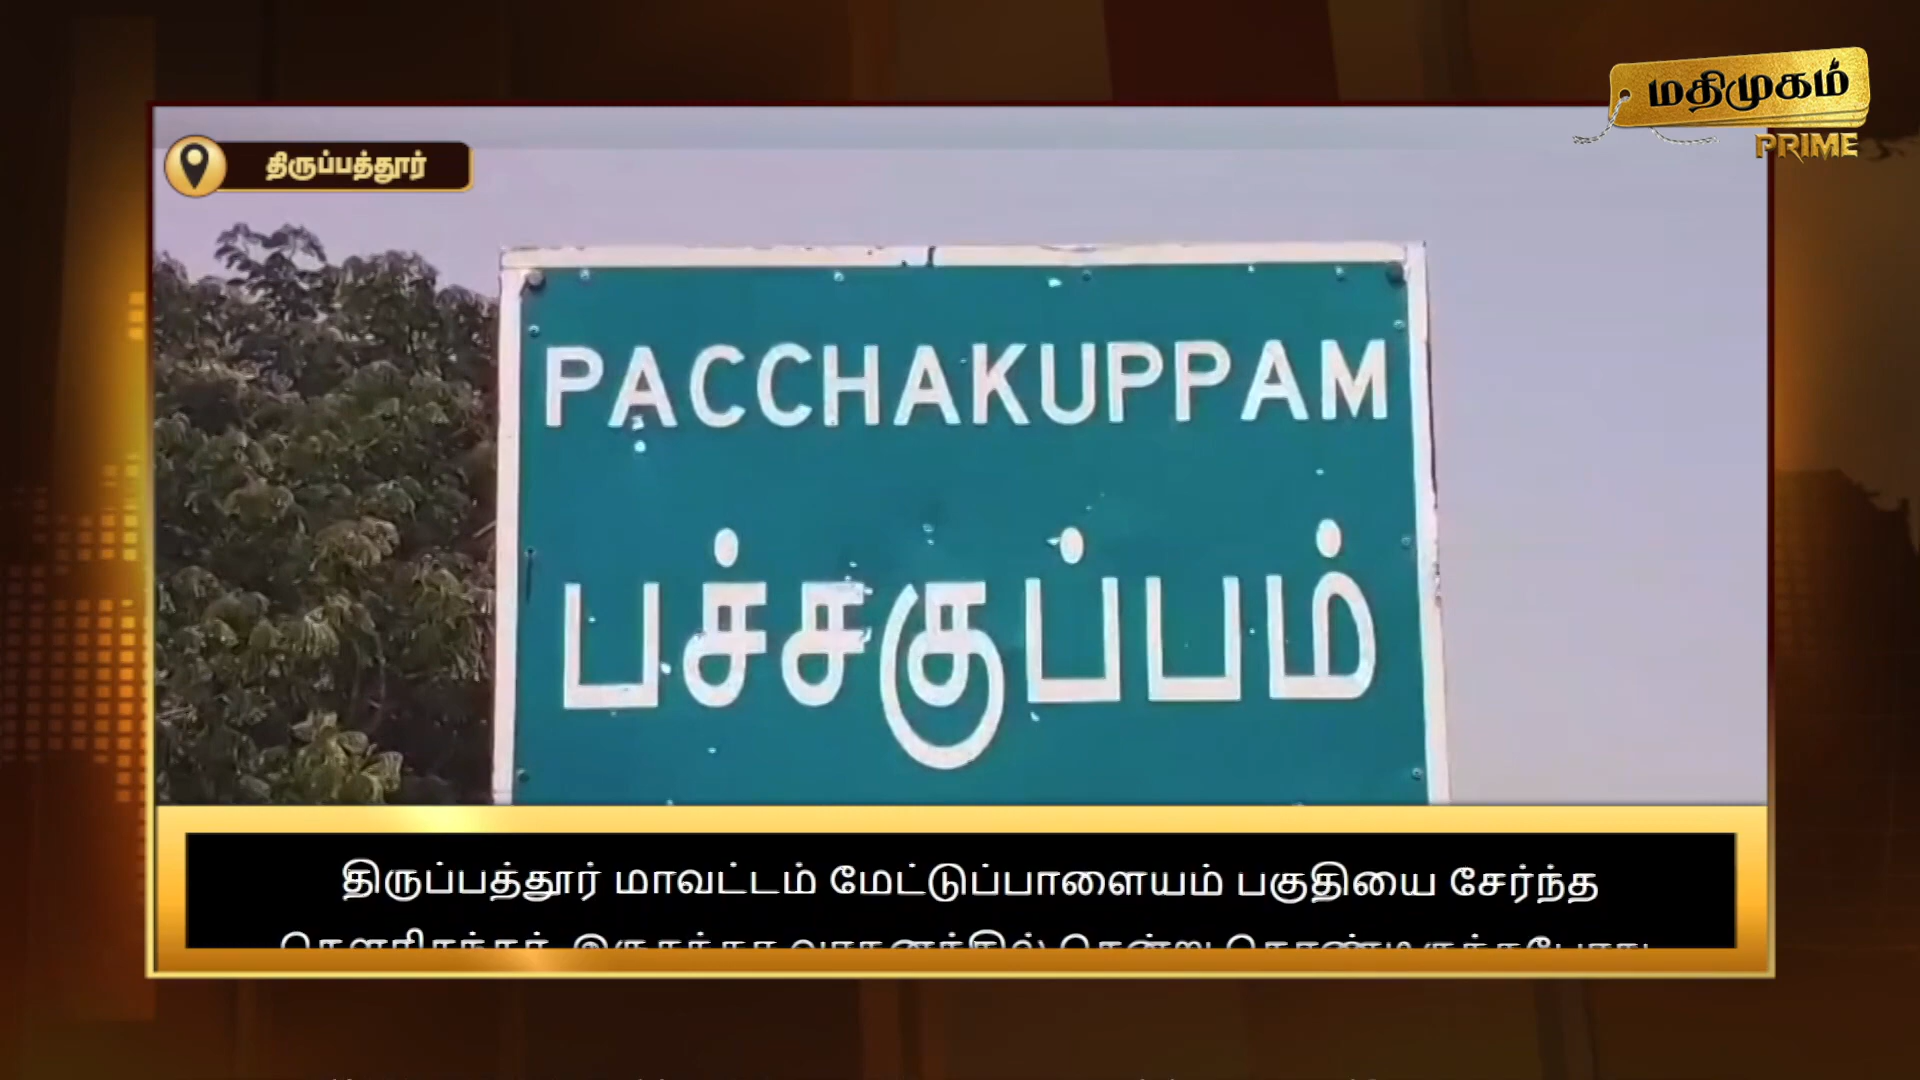 மதிமுகம்
PRIME
திருப்பத்தூர்
PACCHAKUPPAM
பச்சகுப்பம்
திருப்பத்தூர் மாவட்டம் மேட்டுப்பாளையம் பகுதியை சேர்ந்த